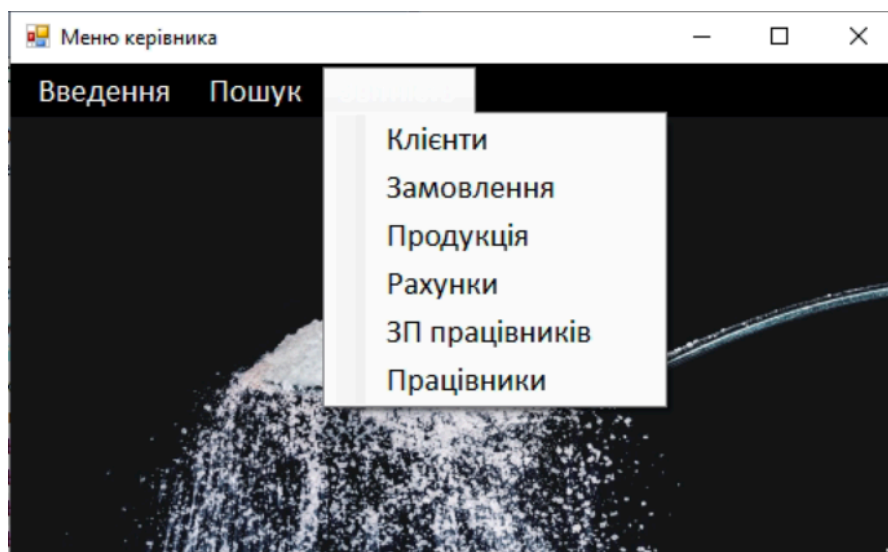 Меню керівника
Введення Пошук
Клієнти
Замовлення
Продукція
Рахунки
ЗП працівників
Працівники